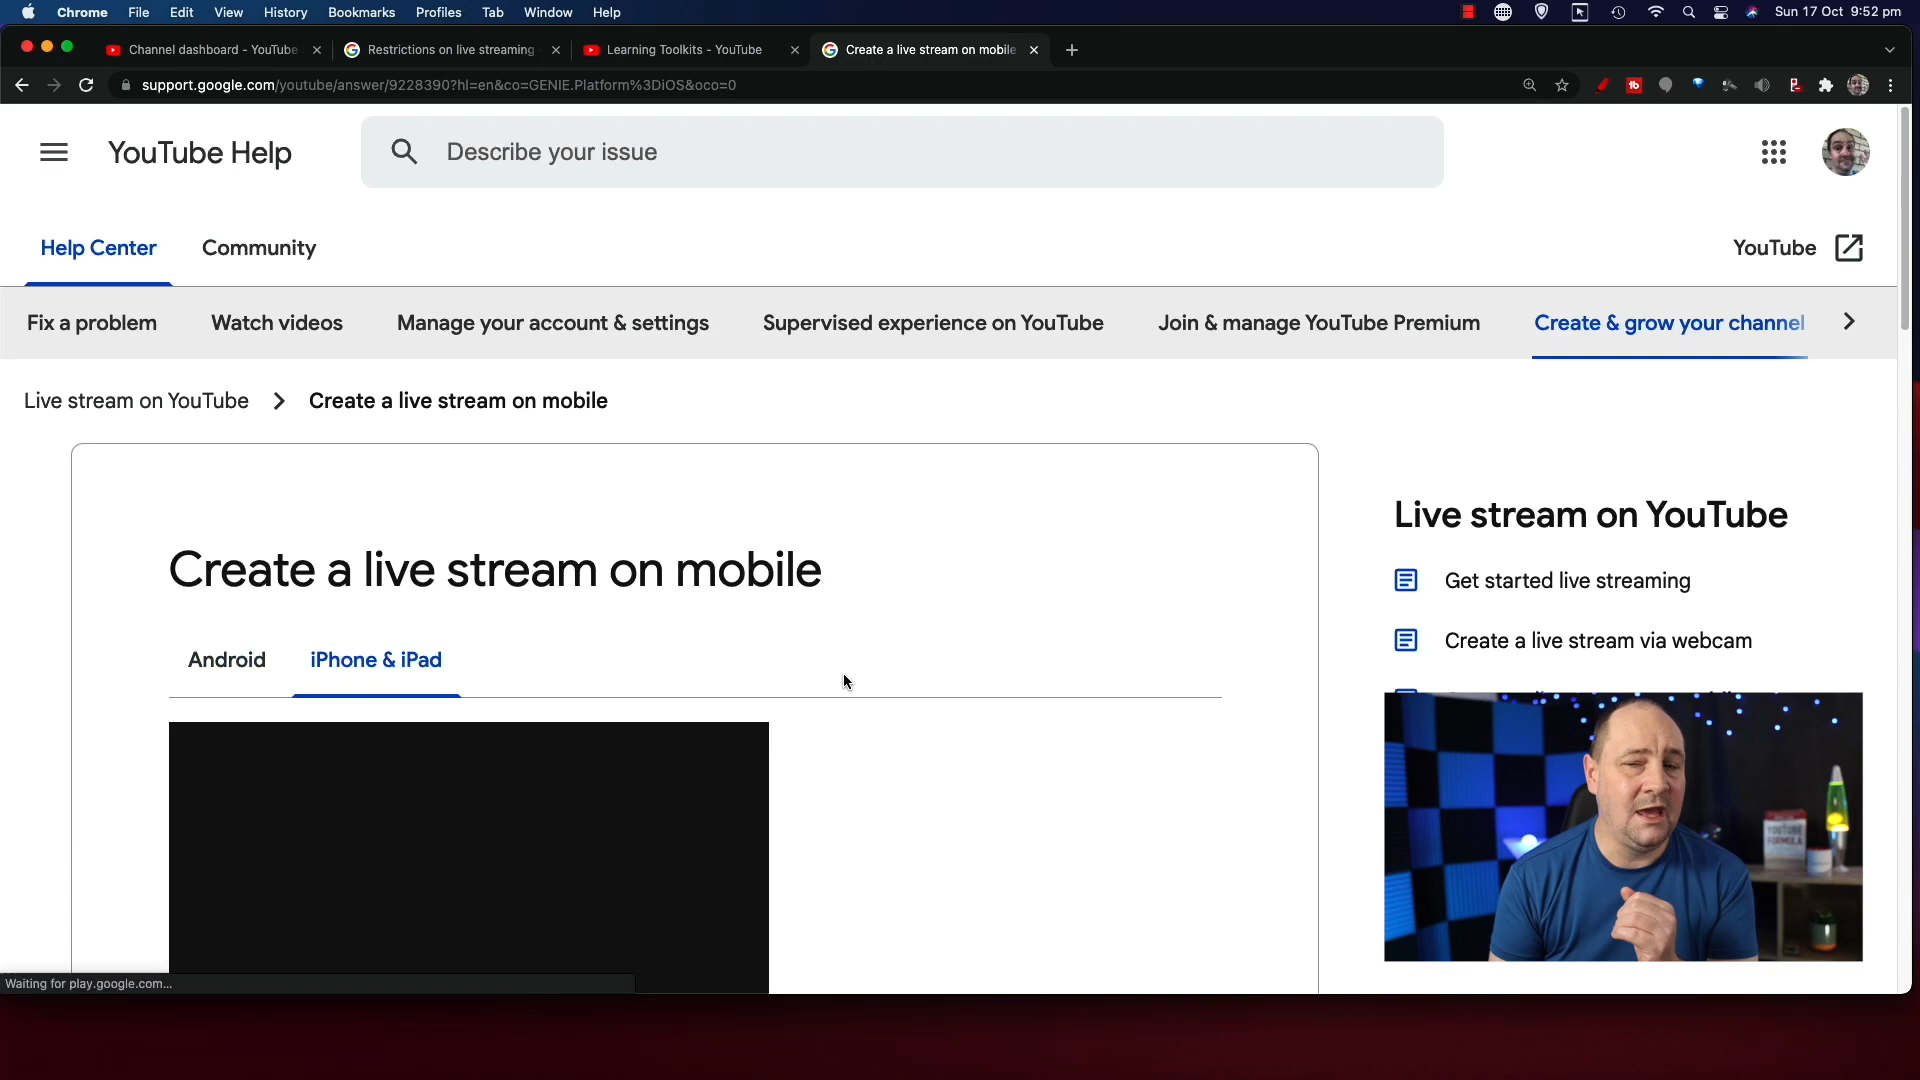 Chrome File Edit View History Bookmarks Profiles Tab Window Help Sun 17 Oct 9:52 pm
Channel dashboard - YouTube Restrictions on live streaming Learning Toolkits - YouTube Create a live stream on mobile
support.google.com/youtube/answer/9228390?hl=en&co=GENIE.Platform%3DiOS&oco=0
YouTube Help Describe your issue
Help Center Community YouTube
Fix a problem Watch videos Manage your account & settings Supervised experience on YouTube Join & manage YouTube Premium Create & grow your channel
Live stream on YouTube Create a live stream on mobile
Live stream on YouTube
Create a live stream on mobile
Get started live streaming
Android iPhone & iPad
Create a live stream via webcam
YOUTUBE
FORMULA
Waiting for play.google.com...